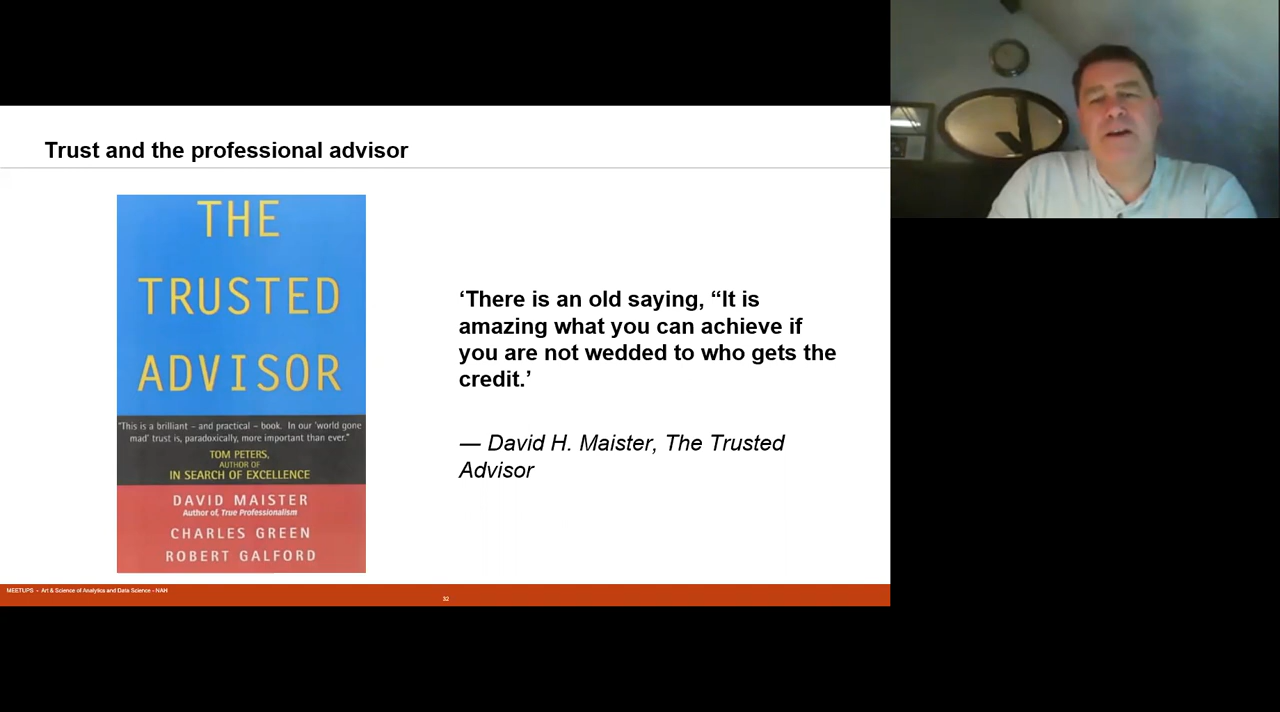 Trust and the professional advisor
THE
TRUSTED
ADVISOR
"This is a brilliant – and practical – book. In our 'world gone
mad' trust is, paradoxically, more important than ever."
TOM PETERS,
AUTHOR OF
IN SEARCH OF EXCELLENCE
DAVID MAISTER
Author of, True Professionalism
CHARLES GREEN
ROBERT GALFORD
‘There is an old saying, “It is
amazing what you can achieve if
you are not wedded to who gets the
credit.’
— David H. Maister, The Trusted
Advisor
MEETUPS - Art & Science of Analytics and Data Science - NAH
32